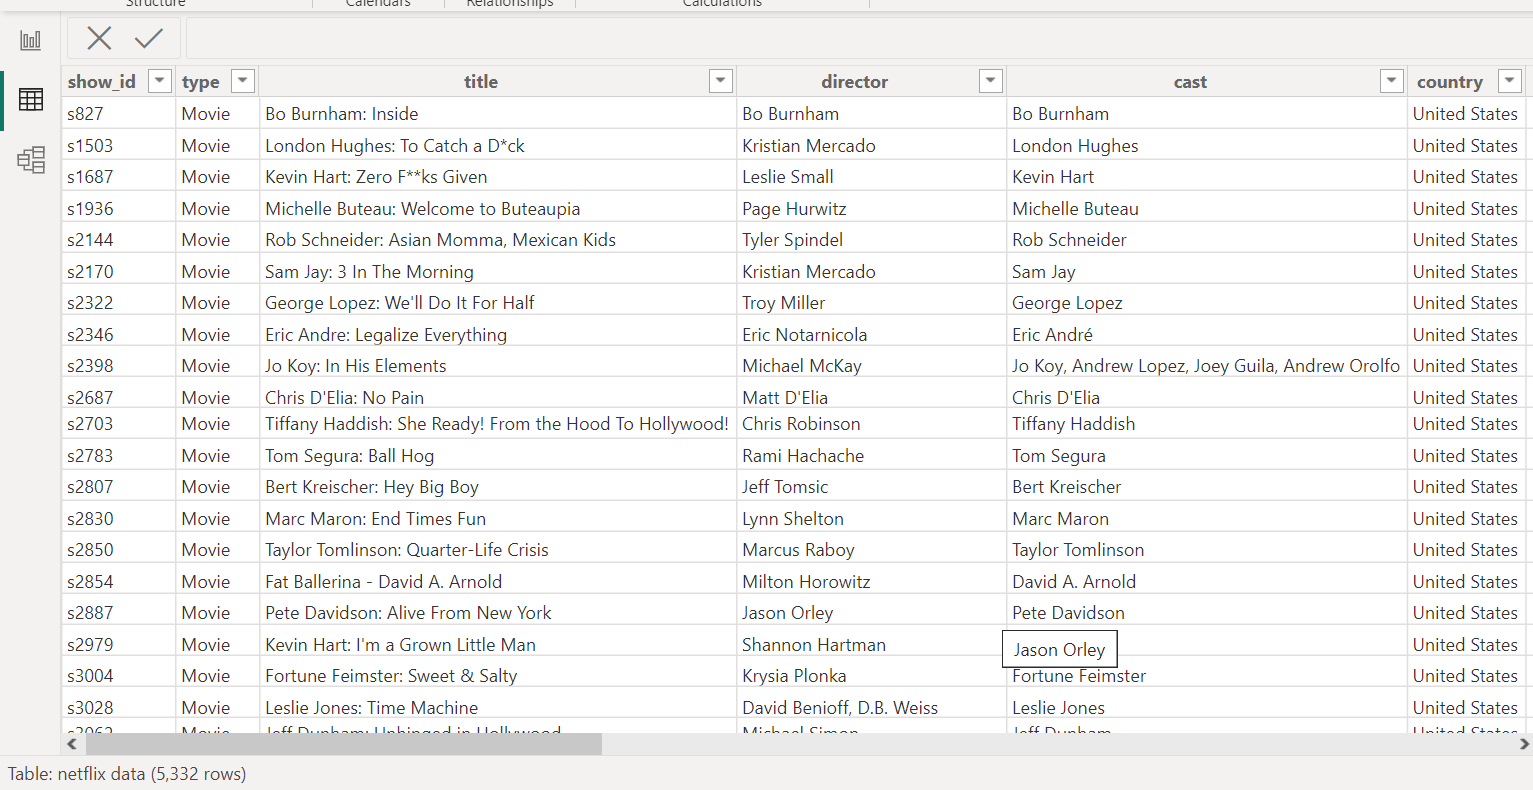 Structure Calendars Relationships Calculations
show_id type title director cast country
s827 Movie Bo Burnham: Inside Bo Burnham Bo Burnham United States
s1503 Movie London Hughes: To Catch a D*ck Kristian Mercado London Hughes United States
s1687 Movie Kevin Hart: Zero F**ks Given Leslie Small Kevin Hart United States
s1936 Movie Michelle Buteau: Welcome to Buteaupia Page Hurwitz Michelle Buteau United States
s2144 Movie Rob Schneider: Asian Momma, Mexican Kids Tyler Spindel Rob Schneider United States
s2170 Movie Sam Jay: 3 In The Morning Kristian Mercado Sam Jay United States
s2322 Movie George Lopez: We'll Do It For Half Troy Miller George Lopez United States
s2346 Movie Eric Andre: Legalize Everything Eric Notarnicola Eric André United States
s2398 Movie Jo Koy: In His Elements Michael McKay Jo Koy, Andrew Lopez, Joey Guila, Andrew Orolfo United States
s2687 Movie Chris D'Elia: No Pain Matt D'Elia Chris D'Elia United States
s2703 Movie Tiffany Haddish: She Ready! From the Hood To Hollywood! Chris Robinson Tiffany Haddish United States
s2783 Movie Tom Segura: Ball Hog Rami Hachache Tom Segura United States
s2807 Movie Bert Kreischer: Hey Big Boy Jeff Tomsic Bert Kreischer United States
s2830 Movie Marc Maron: End Times Fun Lynn Shelton Marc Maron United States
s2850 Movie Taylor Tomlinson: Quarter-Life Crisis Marcus Raboy Taylor Tomlinson United States
s2854 Movie Fat Ballerina - David A. Arnold Milton Horowitz David A. Arnold United States
s2887 Movie Pete Davidson: Alive From New York Jason Orley Pete Davidson United States
s2979 Movie Kevin Hart: I'm a Grown Little Man Shannon Hartman Jason Orley United States
s3004 Movie Fortune Feimster: Sweet & Salty Krysia Plonka Fortune Feimster United States
s3028 Movie Leslie Jones: Time Machine David Benioff, D.B. Weiss Leslie Jones United States
s3062 Movie Jeff Dunham: Unhinged in Hollywood Michael Simon Jeff Dunham United States
Table: netflix data (5,332 rows)